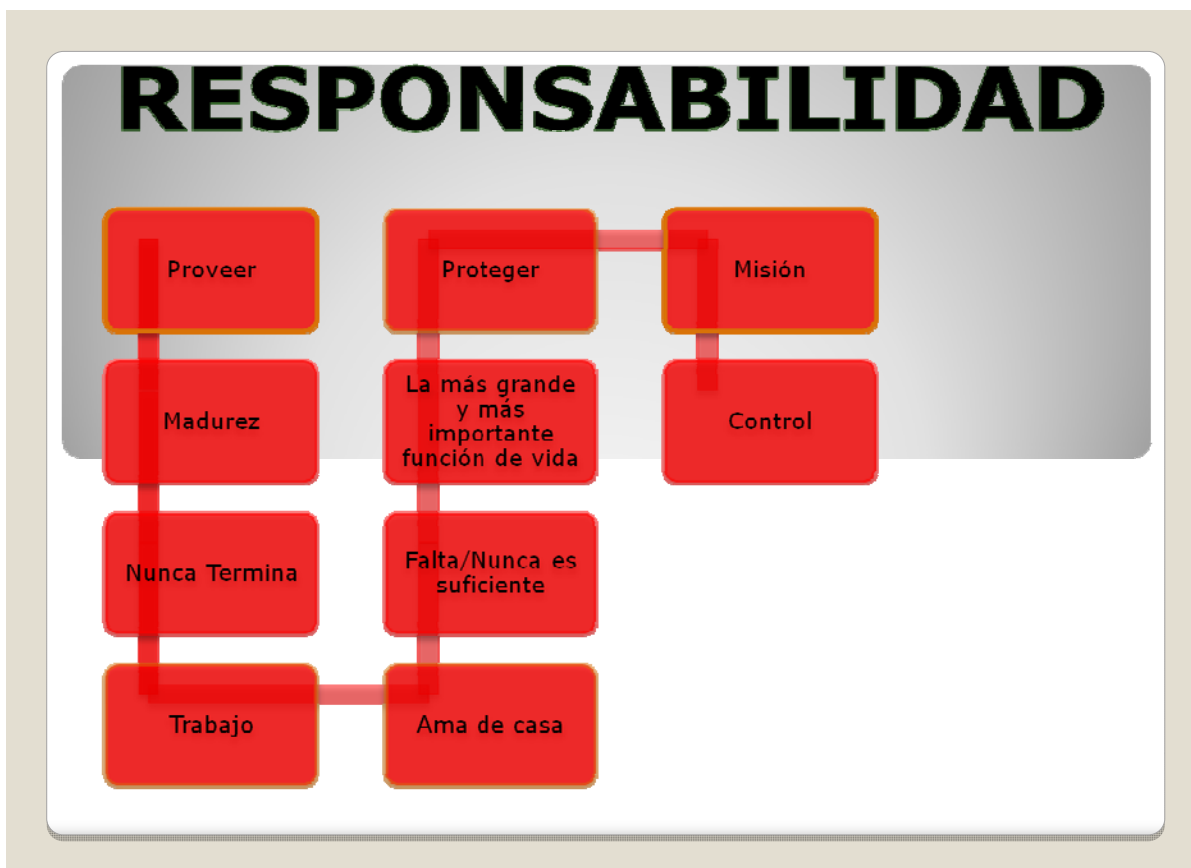 RESPONSABILIDAD
Proveer
Madurez
Nunca Termina
Trabajo
Ama de casa
Falta/Nunca es
suficiente
La más grande
y más
importante
función de vida
Proteger
Misión
Control